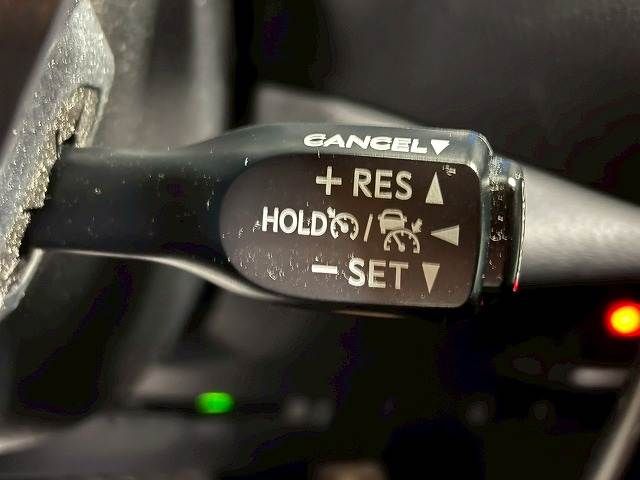 CANCEL▼
+ RES ▲
HOLD / ◀
- SET ▼